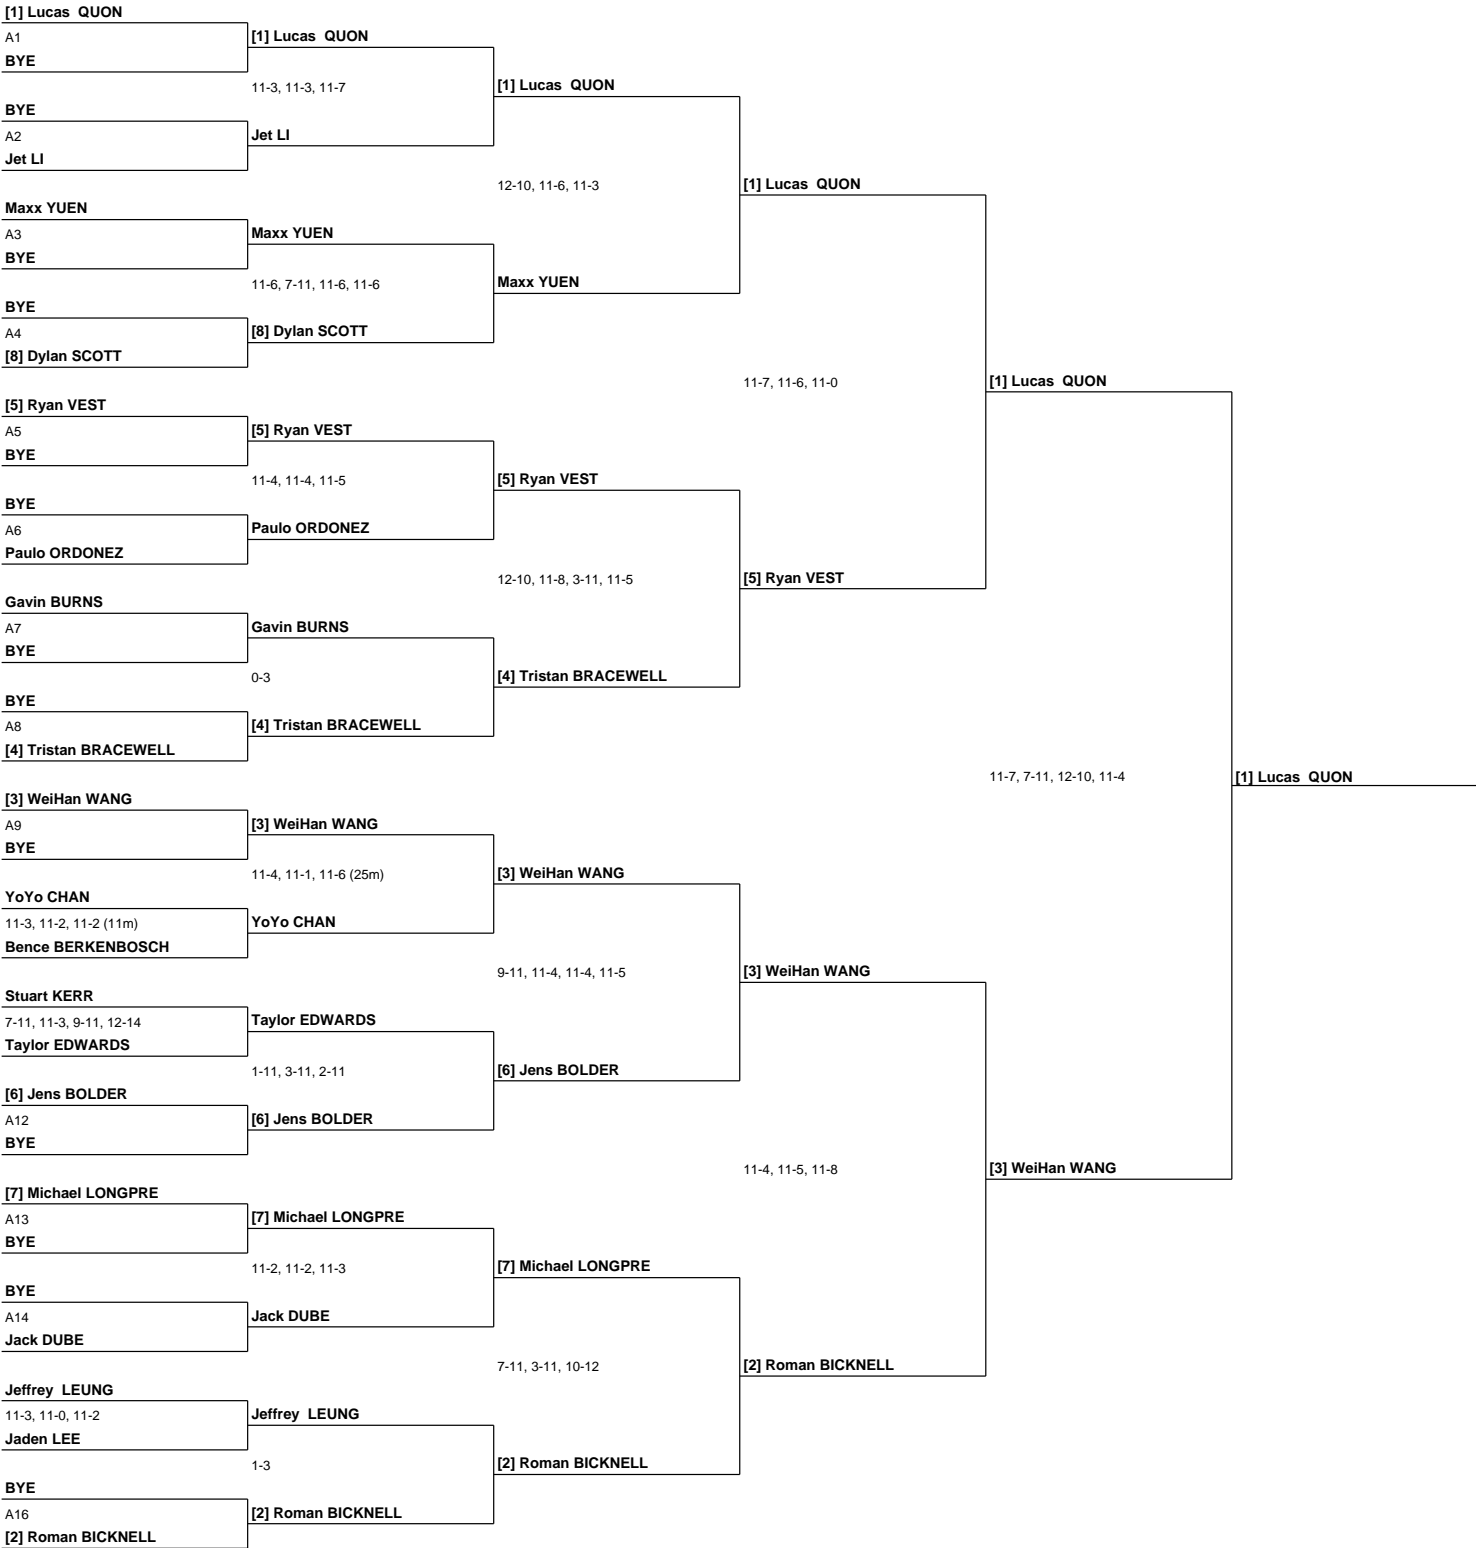 [1] Lucas  QUON
A1
BYE
[1] Lucas  QUON
11-3, 11-3, 11-7
[1] Lucas  QUON
BYE
A2
Jet LI
Jet LI
12-10, 11-6, 11-3
[1] Lucas  QUON
Maxx YUEN
A3
BYE
Maxx YUEN
11-6, 7-11, 11-6, 11-6
Maxx YUEN
BYE
A4
[8] Dylan SCOTT
[8] Dylan SCOTT
11-7, 11-6, 11-0
[1] Lucas  QUON
[5] Ryan VEST
A5
BYE
[5] Ryan VEST
11-4, 11-4, 11-5
[5] Ryan VEST
BYE
A6
Paulo ORDONEZ
Paulo ORDONEZ
12-10, 11-8, 3-11, 11-5
[5] Ryan VEST
Gavin BURNS
A7
BYE
Gavin BURNS
0-3
[4] Tristan BRACEWELL
BYE
A8
[4] Tristan BRACEWELL
[4] Tristan BRACEWELL
11-7, 7-11, 12-10, 11-4
[1] Lucas  QUON
[3] WeiHan WANG
A9
BYE
[3] WeiHan WANG
11-4, 11-1, 11-6 (25m)
[3] WeiHan WANG
YoYo CHAN
11-3, 11-2, 11-2 (11m)
Bence BERKENBOSCH
YoYo CHAN
9-11, 11-4, 11-4, 11-5
[3] WeiHan WANG
Stuart KERR
7-11, 11-3, 9-11, 12-14
Taylor EDWARDS
Taylor EDWARDS
1-11, 3-11, 2-11
[6] Jens BOLDER
[6] Jens BOLDER
A12
BYE
[6] Jens BOLDER
11-4, 11-5, 11-8
[3] WeiHan WANG
[7] Michael LONGPRE
A13
BYE
[7] Michael LONGPRE
11-2, 11-2, 11-3
[7] Michael LONGPRE
BYE
A14
Jack DUBE
Jack DUBE
7-11, 3-11, 10-12
[2] Roman BICKNELL
Jeffrey  LEUNG
11-3, 11-0, 11-2
Jaden LEE
Jeffrey  LEUNG
1-3
[2] Roman BICKNELL
BYE
A16
[2] Roman BICKNELL
[2] Roman BICKNELL